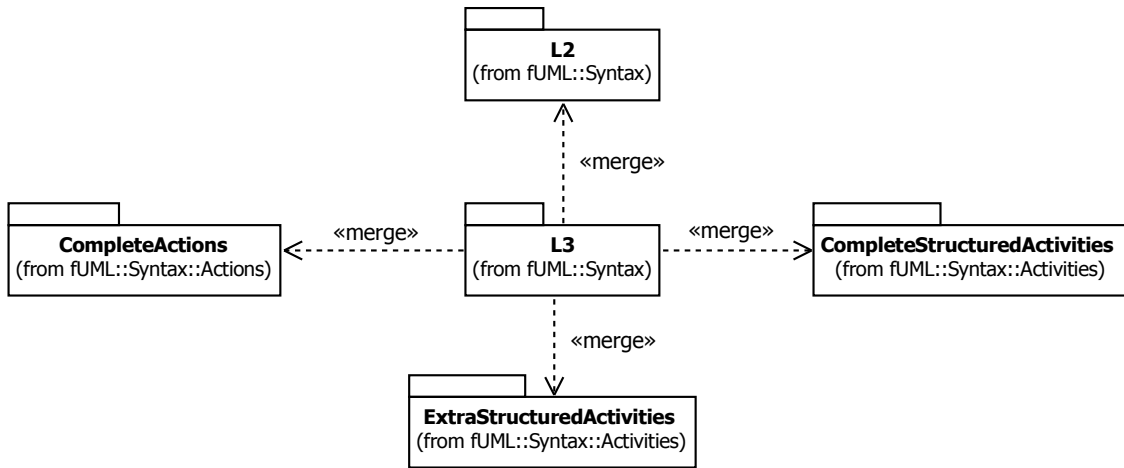 L2
(from fUML::Syntax)
«merge»
CompleteActions
(from fUML::Syntax::Actions)
«merge»
L3
(from fUML::Syntax)
«merge»
CompleteStructuredActivities
(from fUML::Syntax::Activities)
«merge»
ExtraStructuredActivities
(from fUML::Syntax::Activities)